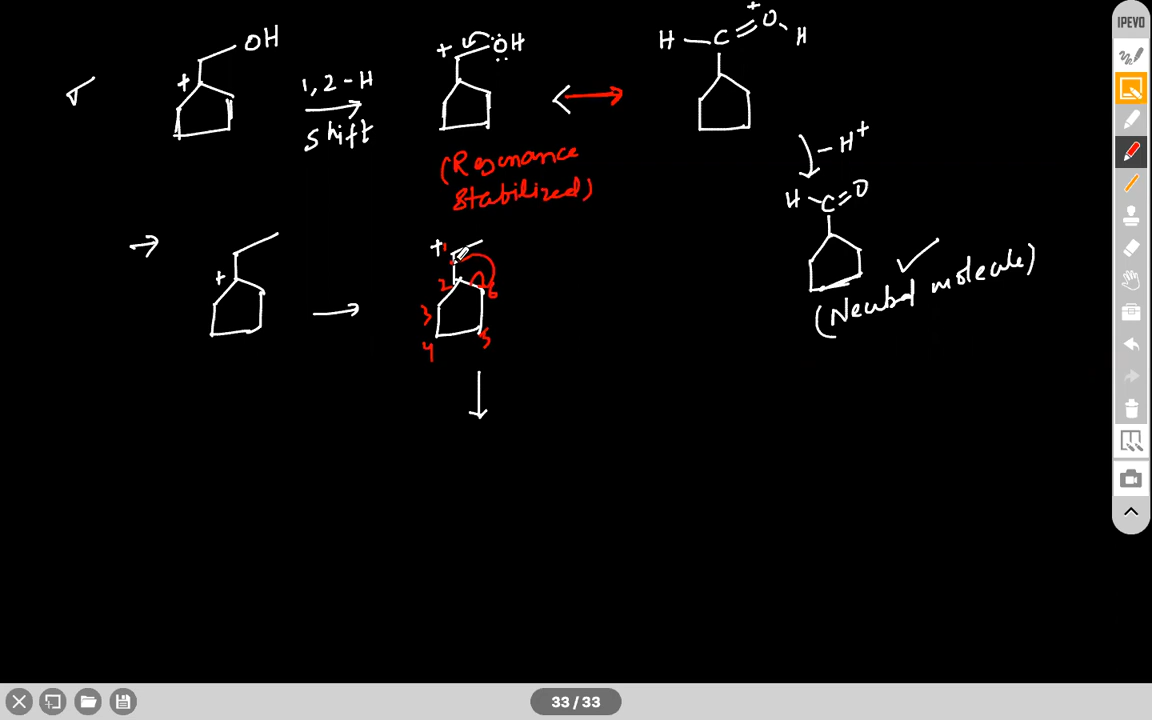 IPEVO
OH
+
1, 2 - H
Shift
+ OH
(Resonance
Stabilized)
H - C = O - H
+
- H+
H - C = O
(Neutral molecule)
+
+
1
2
3
4
5
6
33 / 33